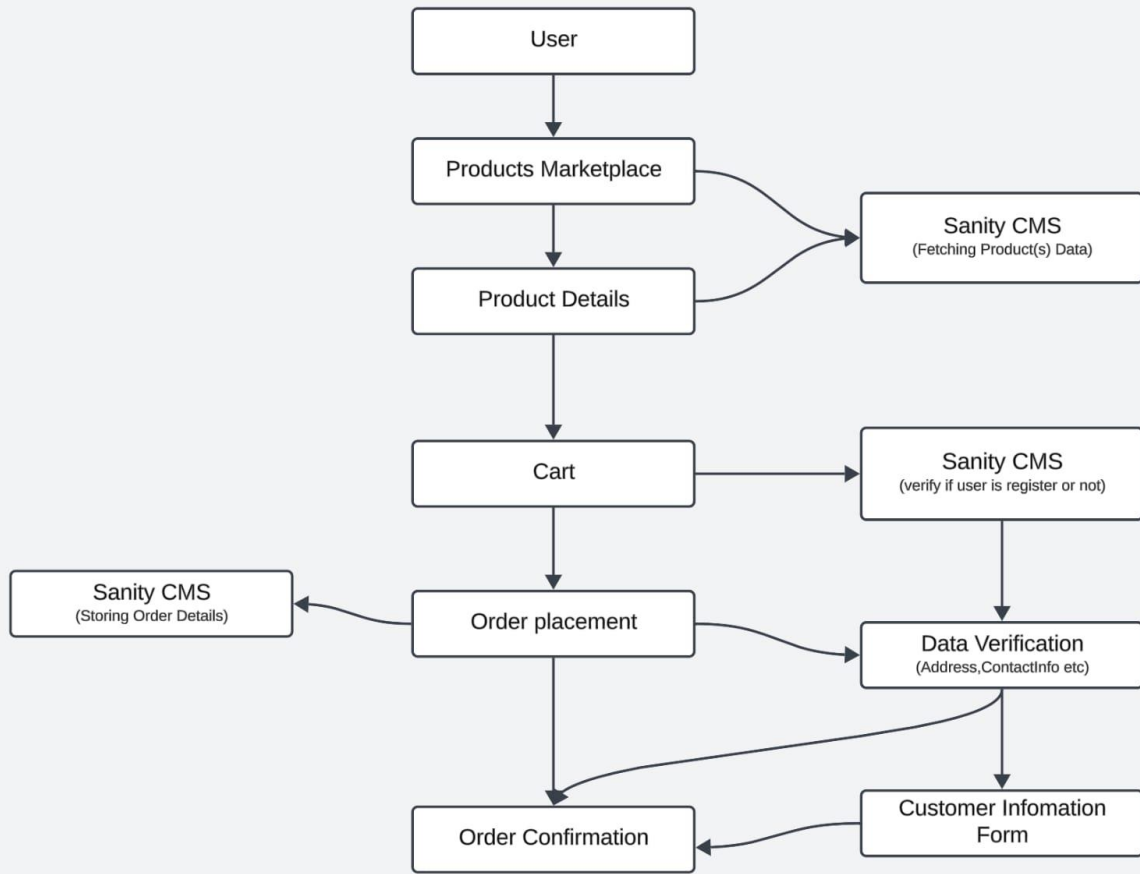 User
Products Marketplace
Sanity CMS
(Fetching Product(s) Data)
Product Details
Cart
Sanity CMS
(verify if user is register or not)
Sanity CMS
(Storing Order Details)
Order placement
Data Verification
(Address,ContactInfo etc)
Order Confirmation
Customer Infomation
Form